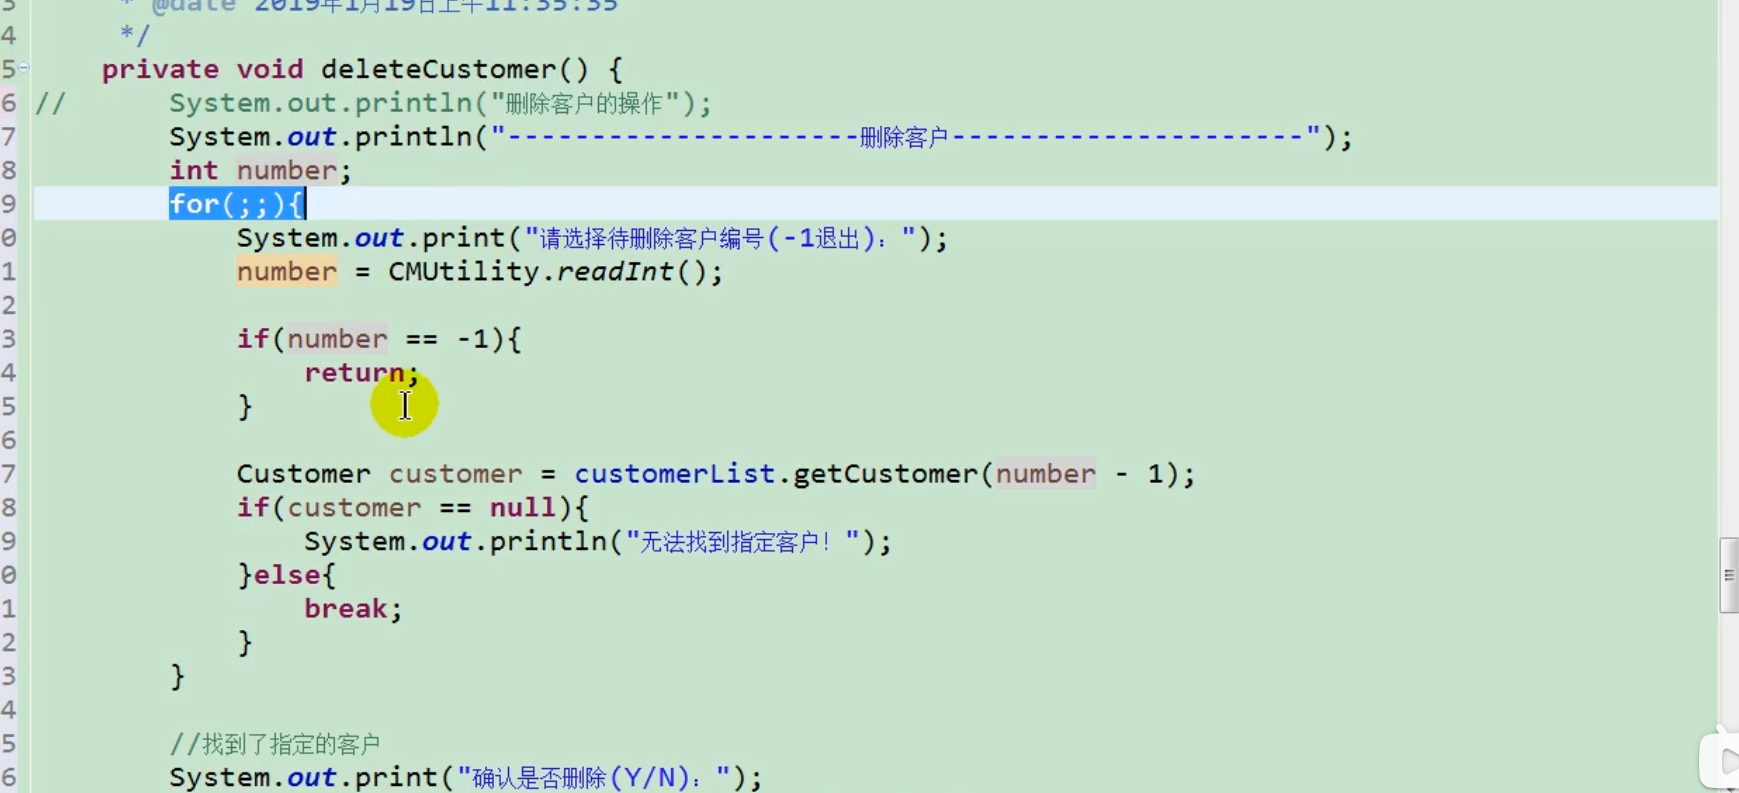 3 * @date 2019年1月19日上午11:35:35
4 */
5 private void deleteCustomer() {
6 // System.out.println("删除客户的操作");
7 System.out.println("---------------------删除客户---------------------");
8 int number;
9 for(;;){
0 System.out.print("请选择待删除客户编号(-1退出)：");
1 number = CMUtility.readInt();
2
3 if(number == -1){
4 return;
5 }
6
7 Customer customer = customerList.getCustomer(number - 1);
8 if(customer == null){
9 System.out.println("无法找到指定客户！");
0 }else{
1 break;
2 }
3 }
4
5 //找到了指定的客户
6 System.out.print("确认是否删除(Y/N)：");